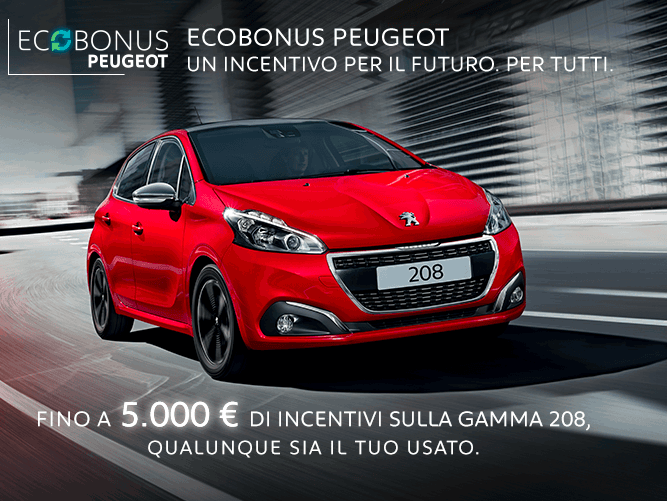 ECOBONUS
PEUGEOT
ECOBONUS PEUGEOT
UN INCENTIVO PER IL FUTURO. PER TUTTI.
208
FINO A 5.000 € DI INCENTIVI SULLA GAMMA 208,
QUALUNQUE SIA IL TUO USATO.